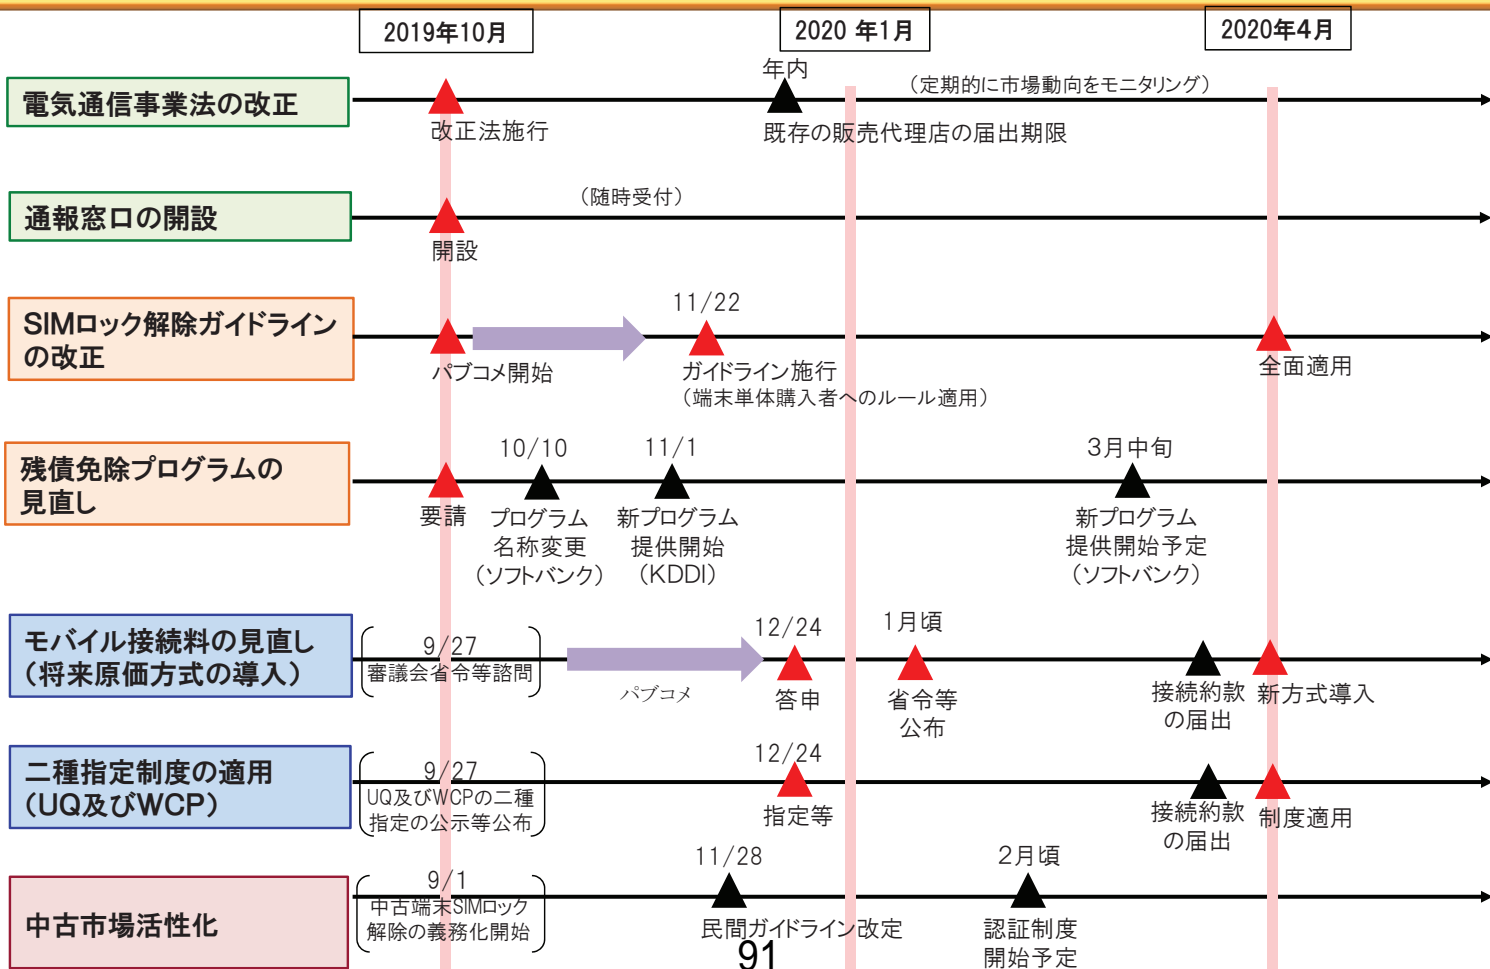 2019年10月
2020 年1月
2020年4月
電気通信事業法の改正
年内
（定期的に市場動向をモニタリング）
改正法施行
既存の販売代理店の届出期限
通報窓口の開設
（随時受付）
開設
SIMロック解除ガイドライン
の改正
11/22
パブコメ開始
ガイドライン施行
（端末単体購入者へのルール適用）
全面適用
残債免除プログラムの
見直し
10/10
11/1
3月中旬
要請
プログラム
名称変更
（ソフトバンク）
新プログラム
提供開始
（KDDI）
新プログラム
提供開始予定
（ソフトバンク）
モバイル接続料の見直し
（将来原価方式の導入）
9/27
審議会省令等諮問
パブコメ
12/24
答申
1月頃
省令等
公布
接続約款
の届出
新方式導入
二種指定制度の適用
（UQ及びWCP）
9/27
UQ及びWCPの二種
指定の公示等公布
12/24
指定等
接続約款
の届出
制度適用
中古市場活性化
9/1
中古端末SIMロック
解除の義務化開始
11/28
民間ガイドライン改定
2月頃
認証制度
開始予定
91